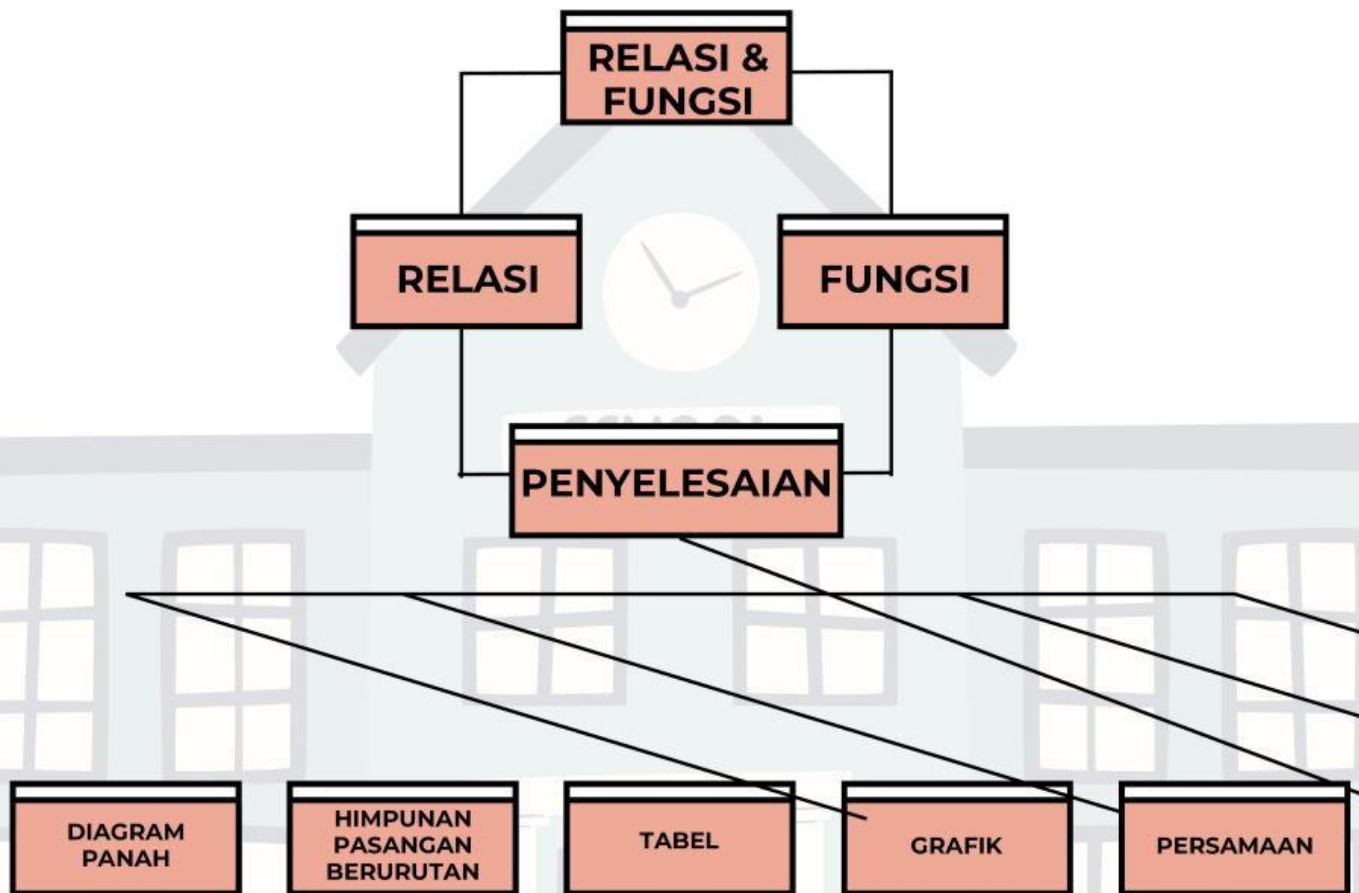 RELASI &
FUNGSI
RELASI
FUNGSI
PENYELESAIAN
DIAGRAM
PANAH
HIMPUNAN
PASANGAN
BERURUTAN
TABEL
GRAFIK
PERSAMAAN